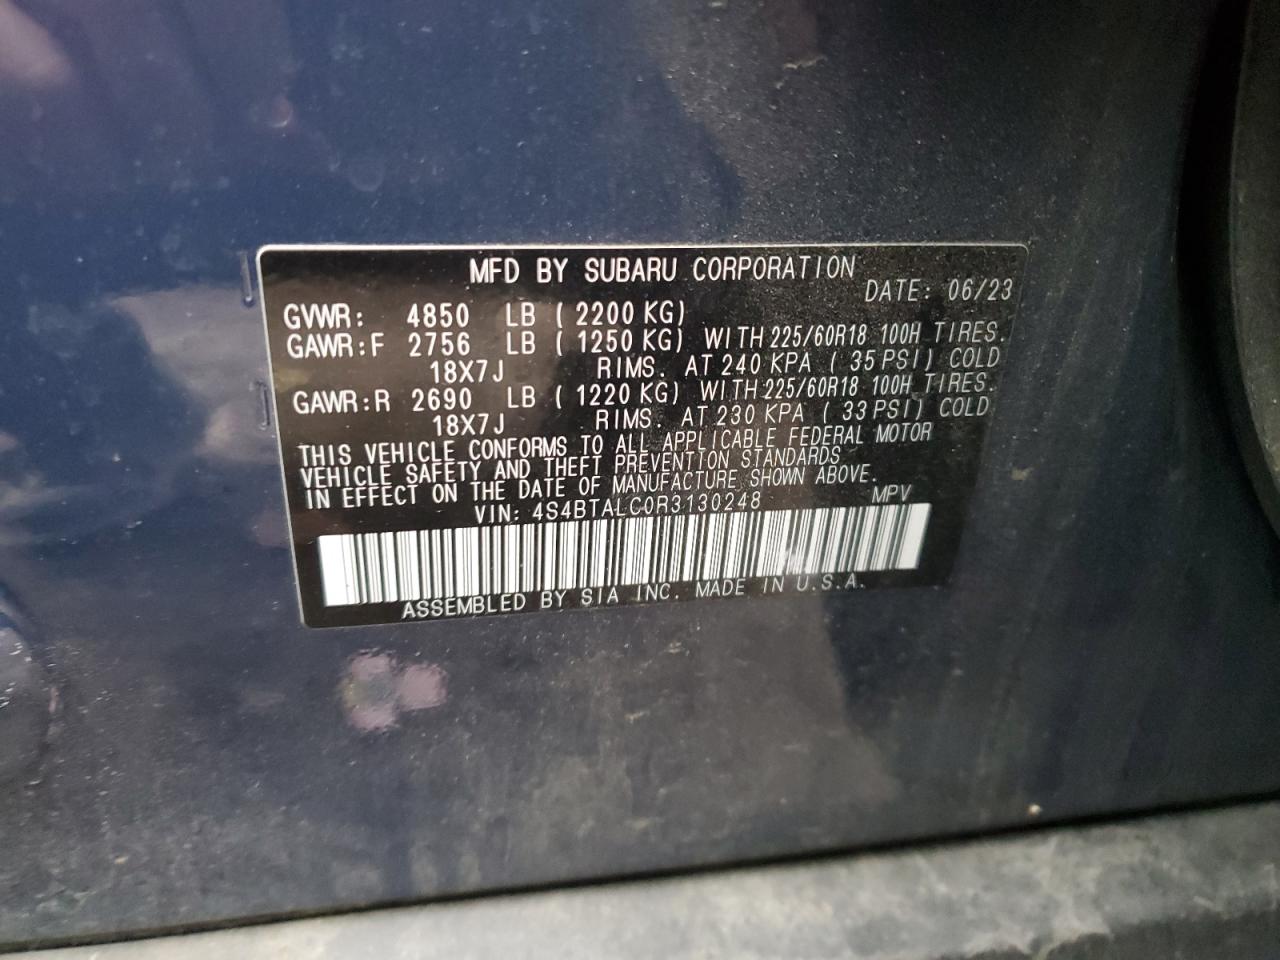 MFD BY SUBARU CORPORATION
DATE: 06/23
GVWR: 4850 LB ( 2200 KG)
GAWR:F 2756 LB ( 1250 KG) WITH 225/60R18 100H TIRES.
18X7J RIMS. AT 240 KPA ( 35 PSI) COLD
GAWR:R 2690 LB ( 1220 KG) WITH 225/60R18 100H TIRES.
18X7J RIMS. AT 230 KPA ( 33 PSI) COLD
THIS VEHICLE CONFORMS TO ALL APPLICABLE FEDERAL MOTOR
VEHICLE SAFETY AND THEFT PREVENTION STANDARDS
IN EFFECT ON THE DATE OF MANUFACTURE SHOWN ABOVE.
VIN: 4S4BTALC0R3130248 MPV
ASSEMBLED BY SIA INC. MADE IN U.S.A.